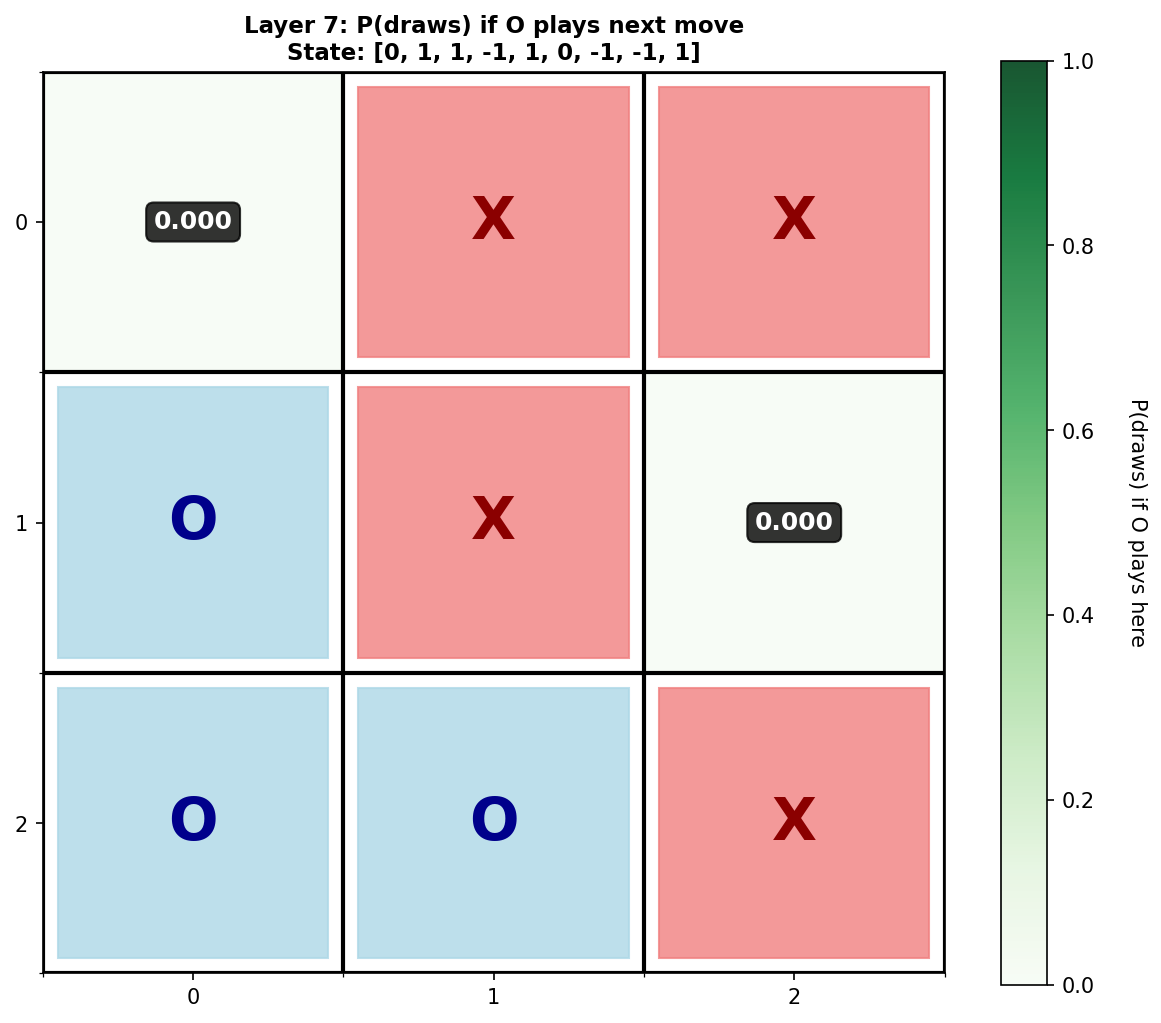 Layer 7: P(draws) if O plays next move
State: [0, 1, 1, -1, 1, 0, -1, -1, 1]
0
0.000
X
X
1
O
X
0.000
2
O
O
X
0
1
2
1.0
0.8
0.6
0.4
0.2
0.0
P(draws) if O plays here